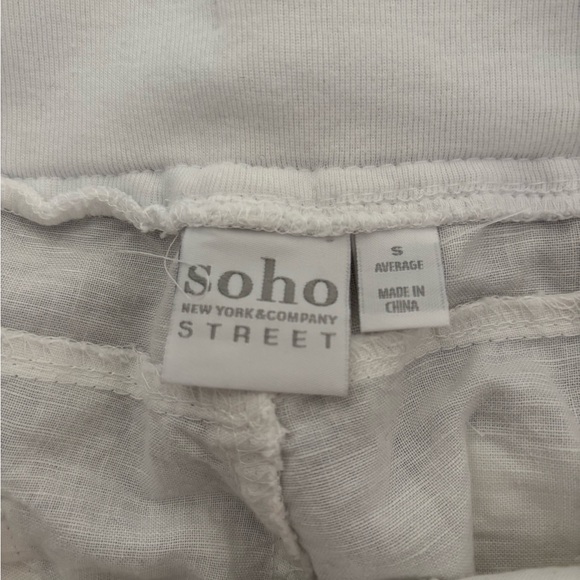 soho
NEW YORK&COMPANY
STREET
S
AVERAGE
MADE IN
CHINA